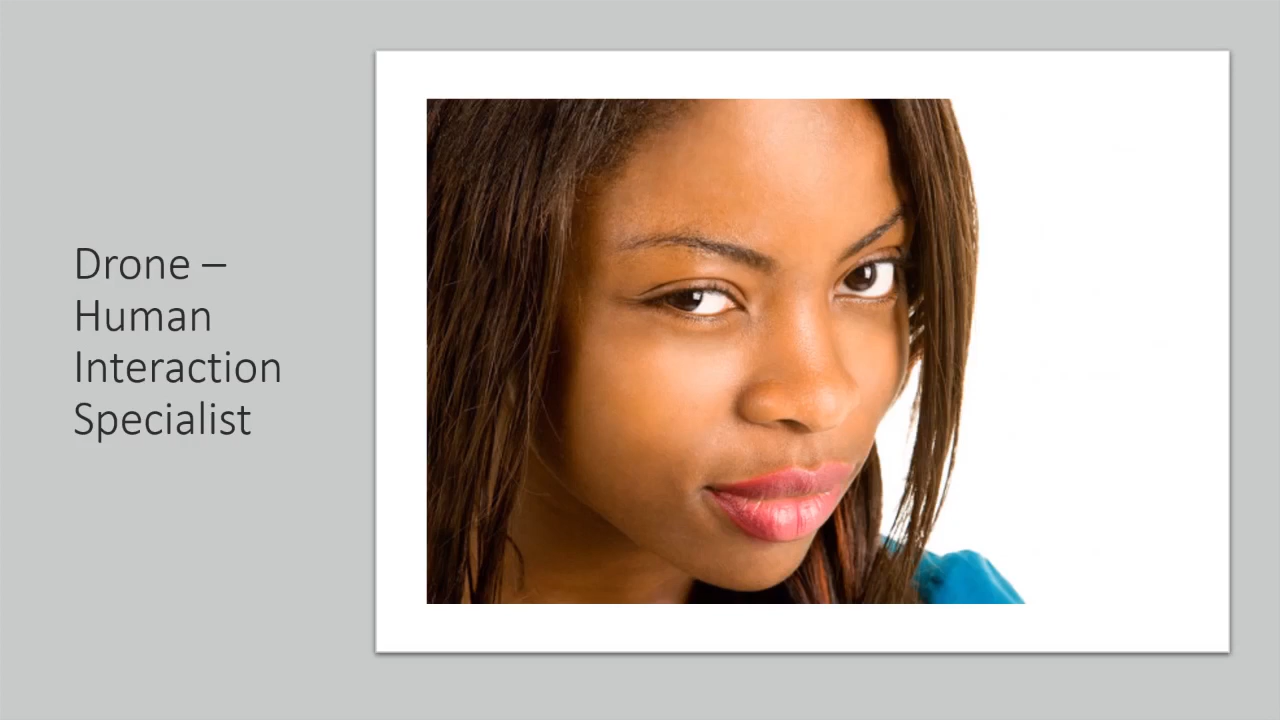 Drone –
Human
Interaction
Specialist